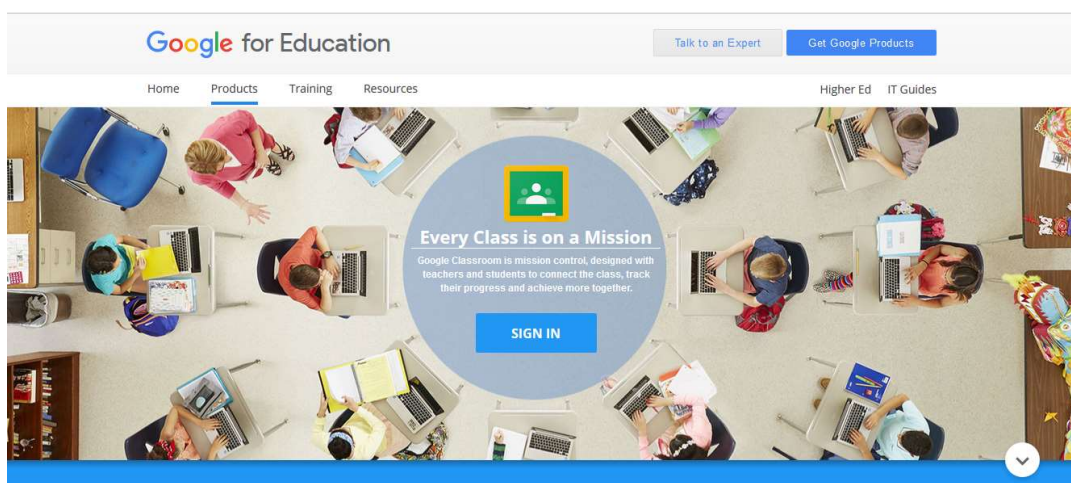 Google for Education
Talk to an Expert
Get Google Products
Home Products Training Resources
Higher Ed IT Guides
Every Class is on a Mission
Google Classroom is mission control, designed with
teachers and students to connect the class, track
their progress and achieve more together.
SIGN IN